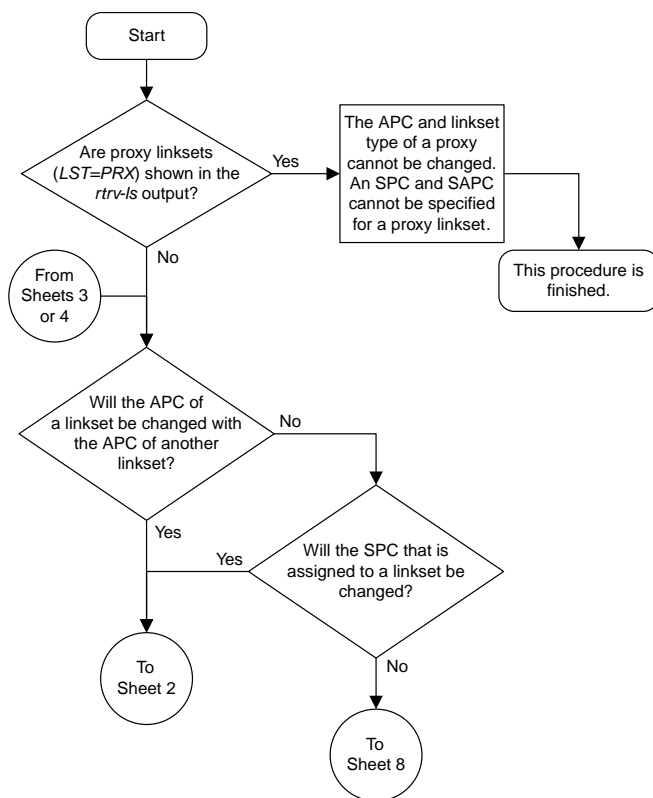 Start
Are proxy linksets
(LST=PRX) shown in the
rtrv-ls output?
Yes
The APC and linkset
type of a proxy
cannot be changed.
An SPC and SAPC
cannot be specified
for a proxy linkset.
This procedure is
finished.
No
From
Sheets 3
or 4
Will the APC of
a linkset be changed with
the APC of another
linkset?
No
Yes
Yes
Will the SPC that is
assigned to a linkset be
changed?
No
To
Sheet 2
To
Sheet 8